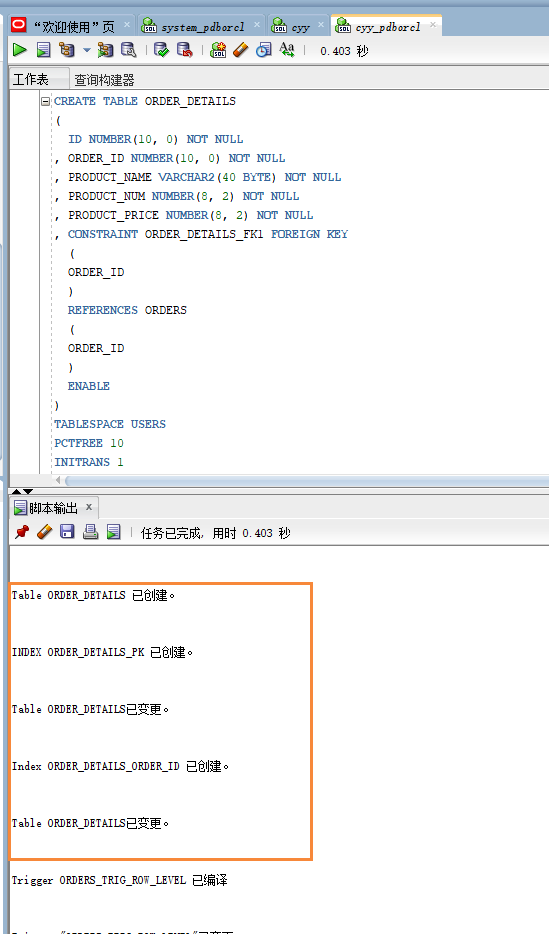 “欢迎使用”页
system_pdborcl
cyy
cyy_pdborcl
0.403 秒
工作表
查询构建器
CREATE TABLE ORDER_DETAILS
(
ID NUMBER(10, 0) NOT NULL
, ORDER_ID NUMBER(10, 0) NOT NULL
, PRODUCT_NAME VARCHAR2(40 BYTE) NOT NULL
, PRODUCT_NUM NUMBER(8, 2) NOT NULL
, PRODUCT_PRICE NUMBER(8, 2) NOT NULL
, CONSTRAINT ORDER_DETAILS_FK1 FOREIGN KEY
(
ORDER_ID
)
REFERENCES ORDERS
(
ORDER_ID
)
ENABLE
)
TABLESPACE USERS
PCTFREE 10
INITRANS 1
脚本输出 x
任务已完成, 用时 0.403 秒
Table ORDER_DETAILS 已创建。
INDEX ORDER_DETAILS_PK 已创建。
Table ORDER_DETAILS已变更。
Index ORDER_DETAILS_ORDER_ID 已创建。
Table ORDER_DETAILS已变更。
Trigger ORDERS_TRIG_ROW_LEVEL 已编译